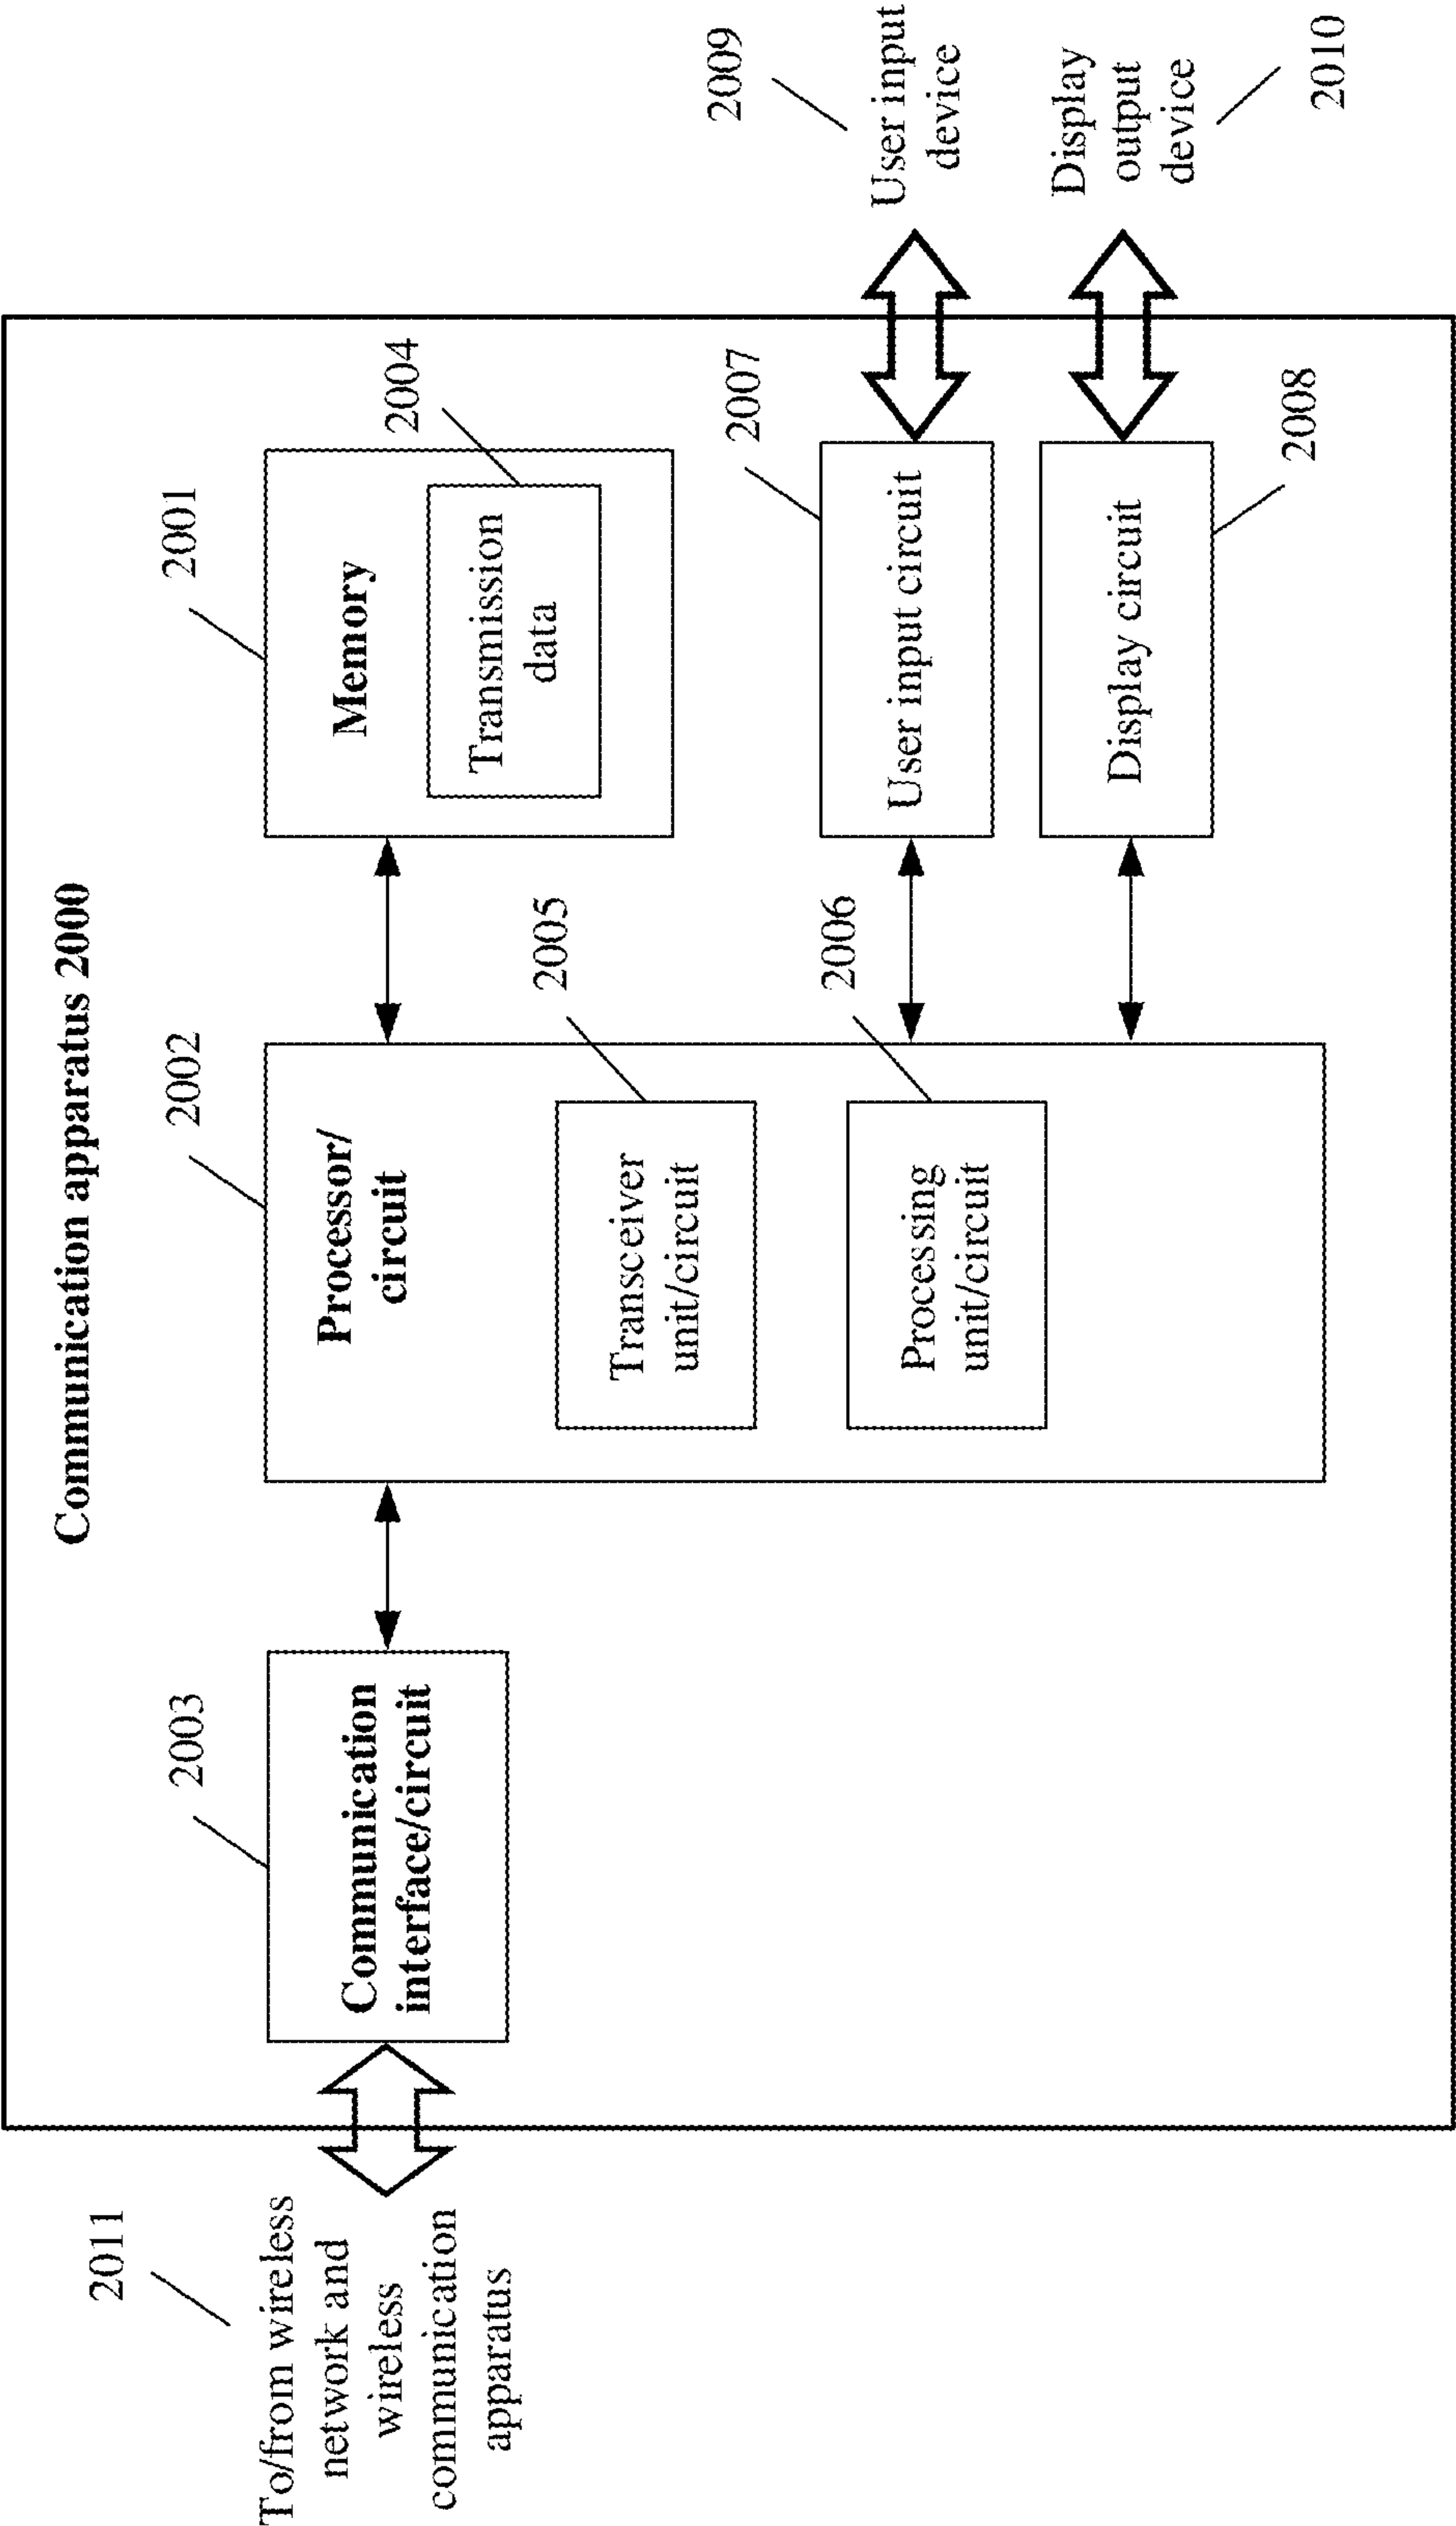 Communication apparatus 2000
2011
To/from wireless
network and
wireless
communication
apparatus
2003
Communication
interface/circuit
2002
Processor/
circuit
2005
Transceiver
unit/circuit
2006
Processing
unit/circuit
2001
Memory
2004
Transmission
data
2007
User input circuit
2008
Display circuit
2009
User input
device
Display
output
device
2010